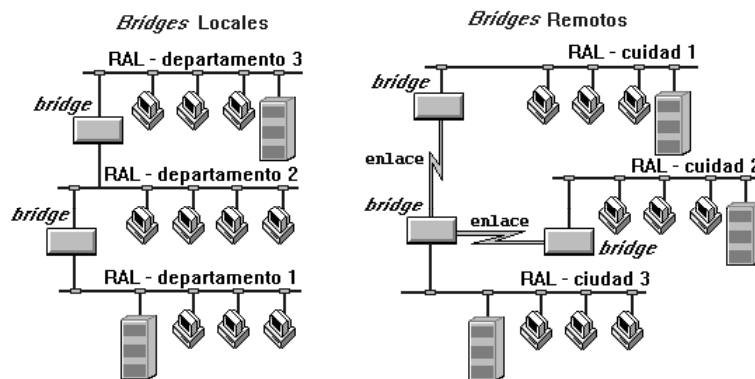 Bridges Locales
RAL - departamento 3
bridge
RAL - departamento 2
bridge
RAL - departamento 1
Bridges Remotos
RAL - cuidad 1
bridge
enlace
RAL - cuidad 2
bridge
enlace
bridge
RAL - ciudad 3